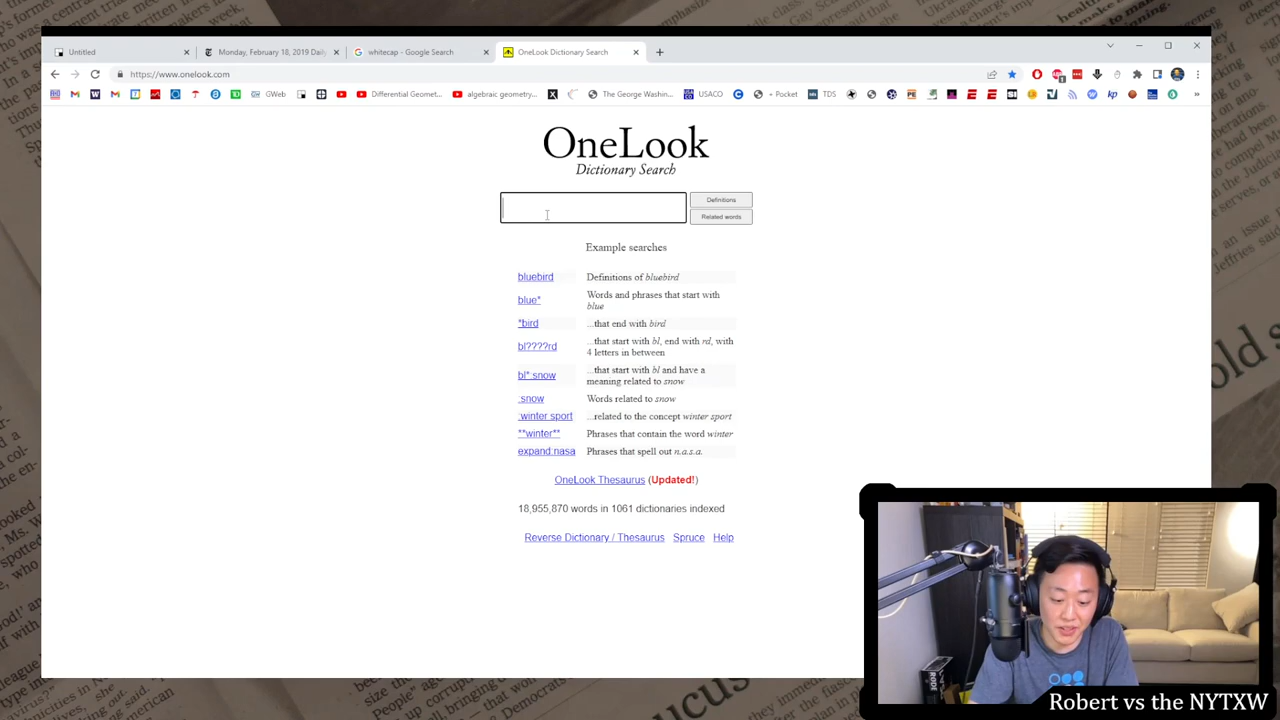 Untitled
Monday, February 18, 2019 Dail
whitecap - Google Search
OneLook Dictionary Search
https://www.onelook.com
GWeb
Differential Geomet...
algebraic geometry...
The George Washin...
USACO
+ Pocket
TDS
OneLook
Dictionary Search
Definitions
Related words
Example searches
bluebird Definitions of bluebird
blue* Words and phrases that start with
blue
*bird ...that end with bird
bl????rd ...that start with bl, end with rd, with
4 letters in between
bl*:snow ...that start with bl and have a
meaning related to snow
:snow Words related to snow
:winter sport ...related to the concept winter sport
**winter** Phrases that contain the word winter
expand:nasa Phrases that spell out n.a.s.a.
OneLook Thesaurus (Updated!)
18,955,870 words in 1061 dictionaries indexed
Reverse Dictionary / Thesaurus Spruce Help
RODE
Robert vs the NYTXW